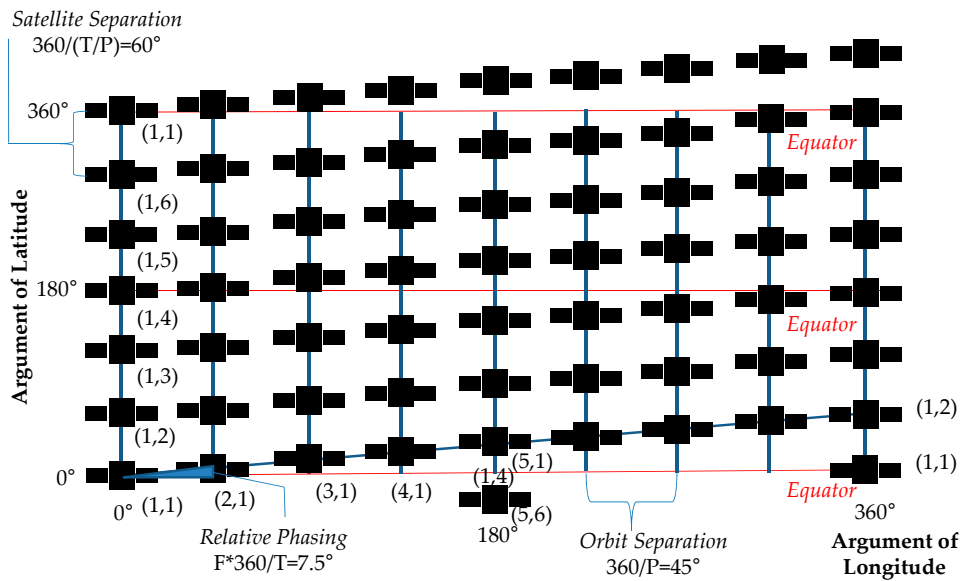 Satellite Separation
360/(T/P)=60°
360°
(1,1)
Equator
(1,6)
(1,5)
Argument of Latitude
180°
(1,4)
Equator
(1,3)
(1,2)
(1,2)
(5,1)
0°
(1,4)
(1,1)
Equator
0°
(1,1)
(2,1)
(3,1)
(4,1)
(5,6)
180°
360°
Relative Phasing
F*360/T=7.5°
Orbit Separation
360/P=45°
Argument of
Longitude